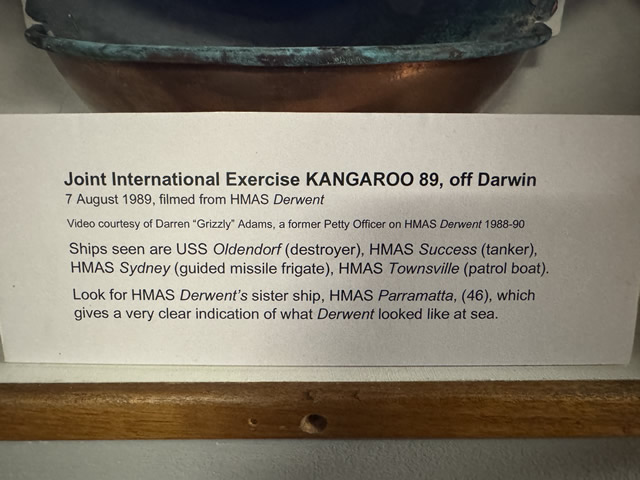 Joint International Exercise KANGAROO 89, off Darwin
7 August 1989, filmed from HMAS Derwent
Video courtesy of Darren “Grizzly” Adams, a former Petty Officer on HMAS Derwent 1988-90
Ships seen are USS Oldendorf (destroyer), HMAS Success (tanker),
HMAS Sydney (guided missile frigate), HMAS Townsville (patrol boat).
Look for HMAS Derwent's sister ship, HMAS Parramatta, (46), which
gives a very clear indication of what Derwent looked like at sea.